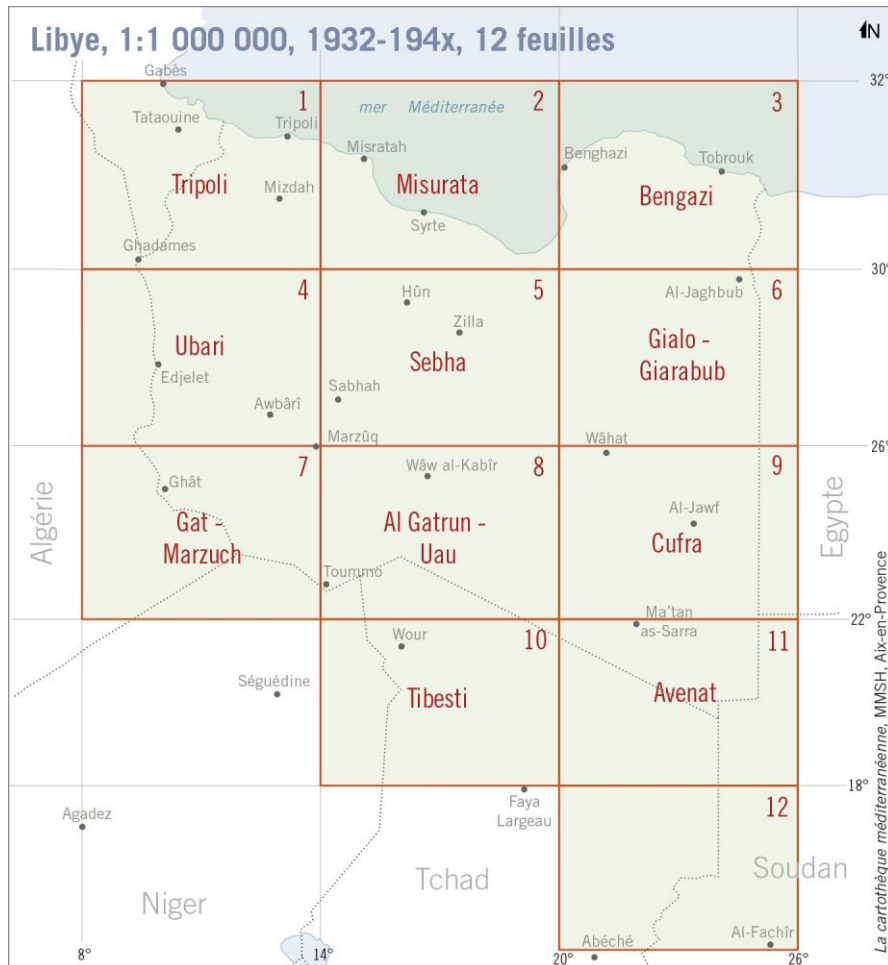 Libye, 1:1 000 000, 1932-194x, 12 feuilles
N
Gabès
32°
1
2
3
mer Méditerranée
Tataouine
Tripoli
Misratah
Benghazi
Tobrouk
Tripoli
Misurata
Bengazi
Mizdah
Syrte
Ghadames
30°
4
5
6
Hûn
Al-Jaghbub
Zilla
Ubari
Sebha
Gialo -
Giarabub
Edjelet
Sabhah
Awbârî
Marzûq
Wâhat
26°
7
8
9
Ghât
Wâw al-Kabîr
Al-Jawf
Algérie
Egypte
Gat -
Marzuch
Al Gatrun -
Uau
Cufra
Toummo
Ma'tan
as-Sarra
22°
10
11
Wour
Séguédine
Tibesti
Avenat
18°
Faya
Largeau
12
Agadez
Niger
Tchad
Soudan
Abéché
Al-Fachîr
8°
14°
20°
26°
La cartothèque méditerranéenne, MMSH, Aix-en-Provence